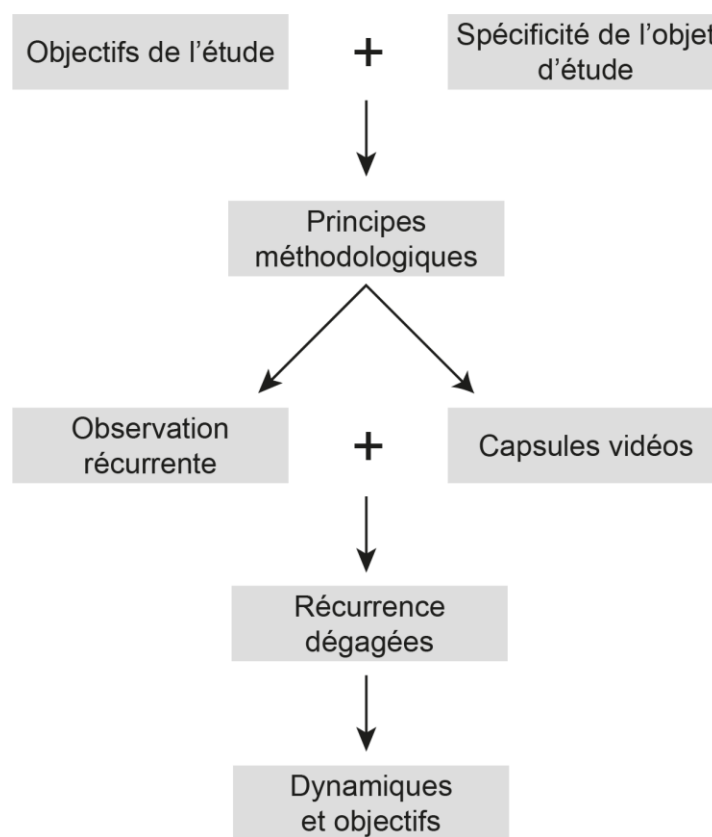 Objectifs de l'étude
+
Spécificité de l'objet
d'étude
Principes
méthodologiques
Observation
récurrente
+
Capsules vidéos
Récurrence
dégagées
Dynamiques
et objectifs